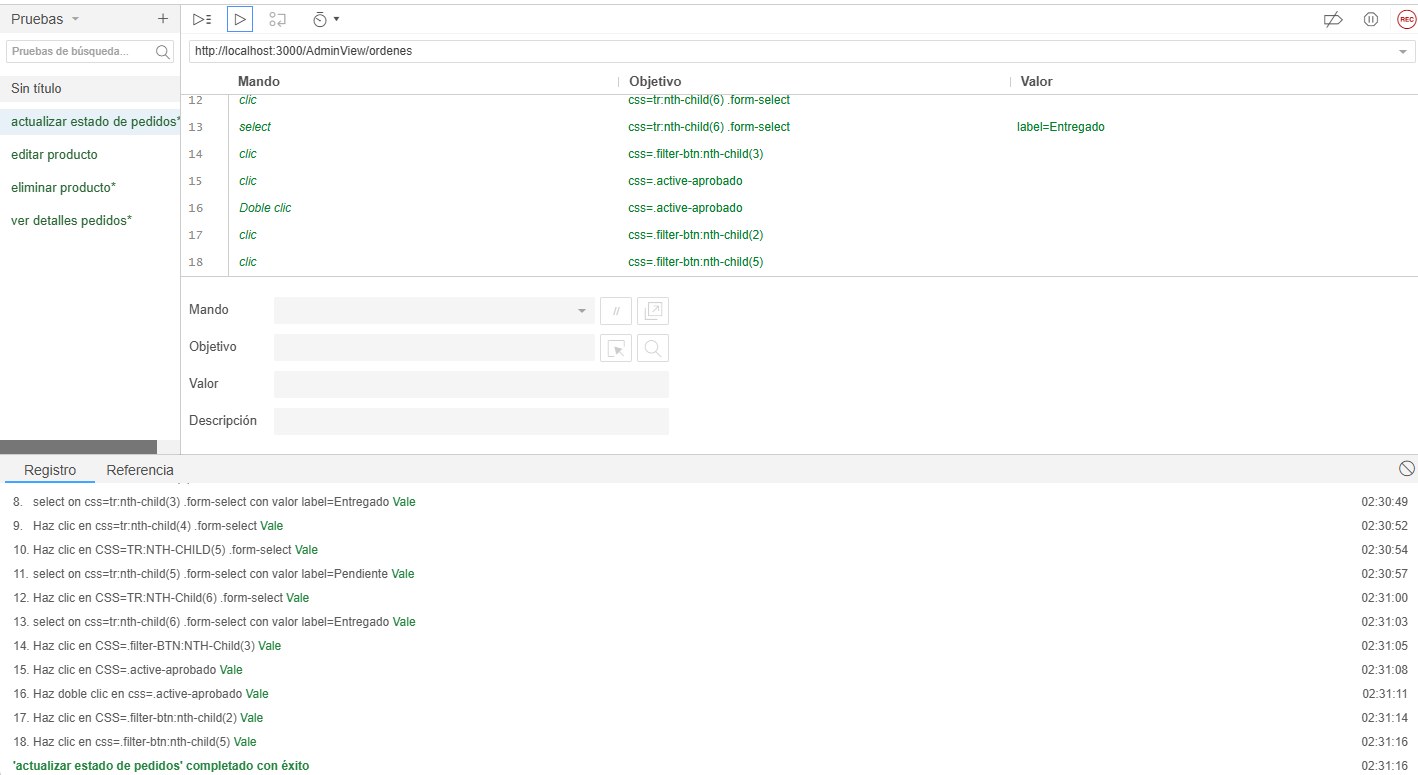 Pruebas
+
Pruebas de búsqueda...
Sin título
actualizar estado de pedidos*
editar producto
eliminar producto*
ver detalles pedidos*
REC
http://localhost:3000/AdminView/ordenes
Mando Objetivo Valor
12 clic css=tr:nth-child(6) .form-select
13 select css=tr:nth-child(6) .form-select label=Entregado
14 clic css=.filter-btn:nth-child(3)
15 clic css=.active-aprobado
16 Doble clic css=.active-aprobado
17 clic css=.filter-btn:nth-child(2)
18 clic css=.filter-btn:nth-child(5)
Mando //
Objetivo
Valor
Descripción
Registro Referencia
8. select on css=tr:nth-child(3) .form-select con valor label=Entregado Vale 02:30:49
9. Haz clic en css=tr:nth-child(4) .form-select Vale 02:30:52
10. Haz clic en CSS=TR:NTH-CHILD(5) .form-select Vale 02:30:54
11. select on css=tr:nth-child(5) .form-select con valor label=Pendiente Vale 02:30:57
12. Haz clic en CSS=TR:NTH-Child(6) .form-select Vale 02:31:00
13. select on css=tr:nth-child(6) .form-select con valor label=Entregado Vale 02:31:03
14. Haz clic en CSS=.filter-BTN:NTH-Child(3) Vale 02:31:05
15. Haz clic en CSS=.active-aprobado Vale 02:31:08
16. Haz doble clic en css=.active-aprobado Vale 02:31:11
17. Haz clic en CSS=.filter-btn:nth-child(2) Vale 02:31:14
18. Haz clic en css=.filter-btn:nth-child(5) Vale 02:31:16
'actualizar estado de pedidos' completado con éxito 02:31:16